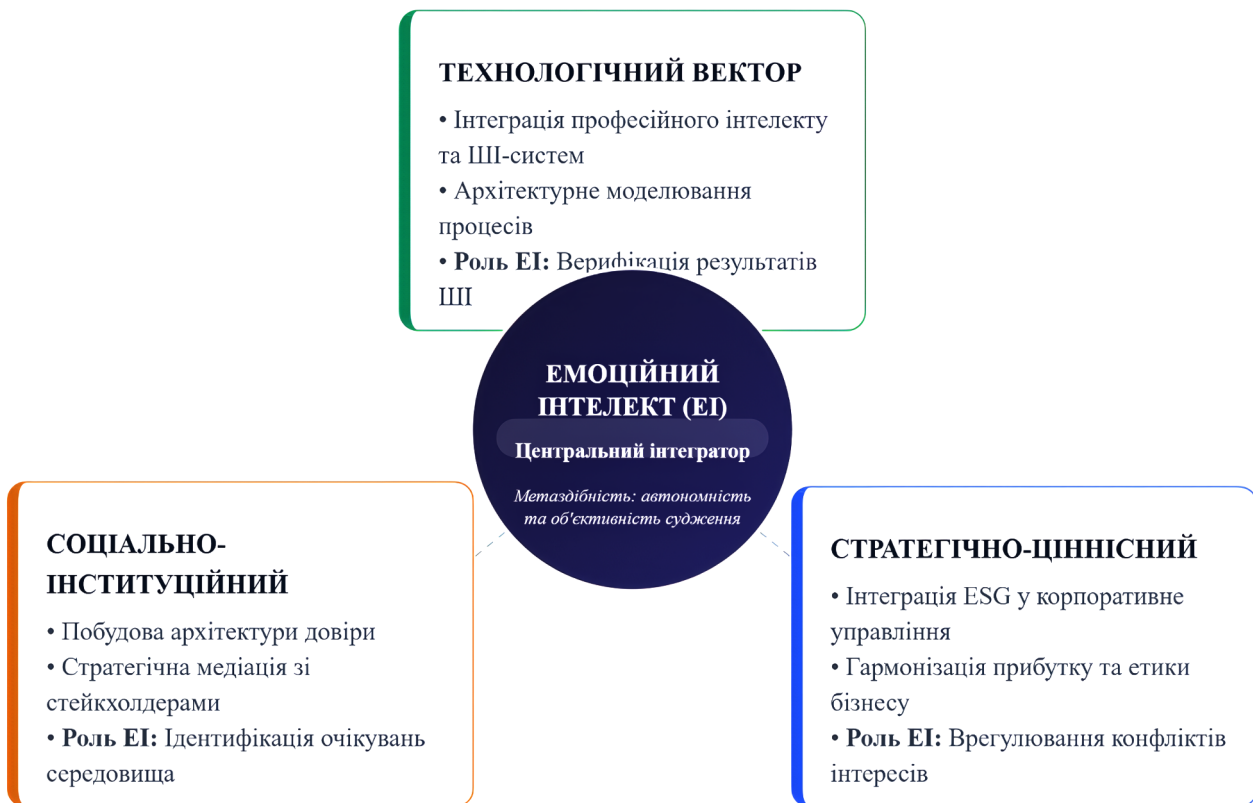 ТЕХНОЛОГІЧНИЙ ВЕКТОР
• Інтеграція професійного інтелекту
та ШІ-систем
• Архітектурне моделювання
процесів
• Роль ЕІ: Верифікація результатів
ШІ
ЕМОЦІЙНИЙ
ІНТЕЛЕКТ (ЕІ)
Центральний інтегратор
Метаздібність: автономність
та об'єктивність судження
СОЦІАЛЬНО-
ІНСТИТУЦІЙНИЙ
• Побудова архітектури довіри
• Стратегічна медіація зі
стейкхолдерами
• Роль ЕІ: Ідентифікація очікувань
середовища
СТРАТЕГІЧНО-ЦІННІСНИЙ
• Інтеграція ESG у корпоративне
управління
• Гармонізація прибутку та етики
бізнесу
• Роль ЕІ: Врегулювання конфліктів
інтересів